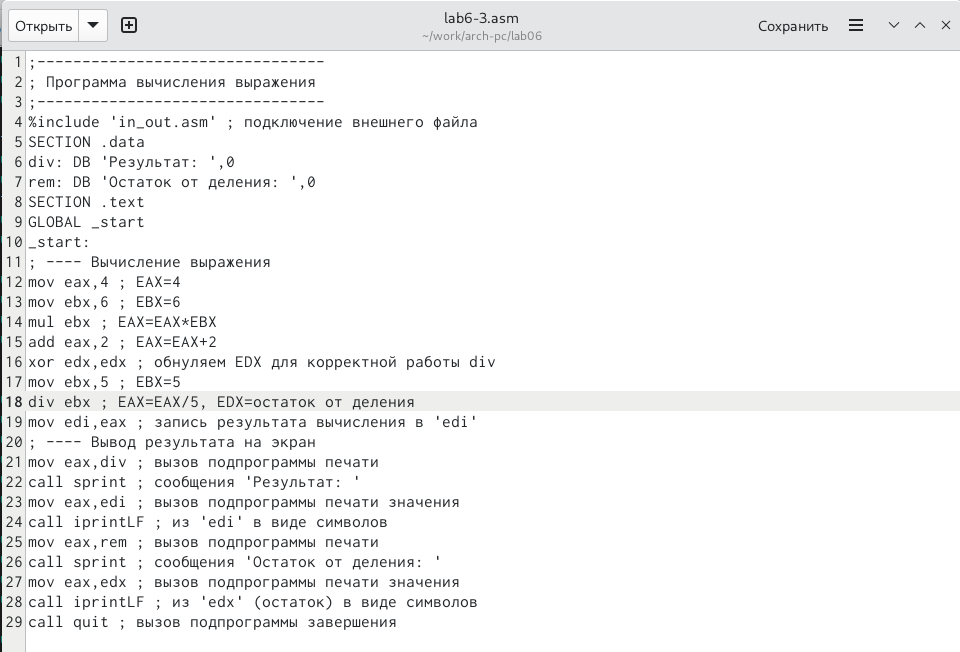 Открыть
lab6-3.asm
~/work/arch-pc/lab06
Сохранить
1 ;--------------------------------
2 ; Программа вычисления выражения
3 ;--------------------------------
4 %include 'in_out.asm' ; подключение внешнего файла
5 SECTION .data
6 div: DB 'Результат: ',0
7 rem: DB 'Остаток от деления: ',0
8 SECTION .text
9 GLOBAL _start
10 _start:
11 ; ---- Вычисление выражения
12 mov eax,4 ; EAX=4
13 mov ebx,6 ; EBX=6
14 mul ebx ; EAX=EAX*EBX
15 add eax,2 ; EAX=EAX+2
16 xor edx,edx ; обнуляем EDX для корректной работы div
17 mov ebx,5 ; EBX=5
18 div ebx ; EAX=EAX/5, EDX=остаток от деления
19 mov edi,eax ; запись результата вычисления в 'edi'
20 ; ---- Вывод результата на экран
21 mov eax,div ; вызов подпрограммы печати
22 call sprint ; сообщения 'Результат: '
23 mov eax,edi ; вызов подпрограммы печати значения
24 call iprintLF ; из 'edi' в виде символов
25 mov eax,rem ; вызов подпрограммы печати
26 call sprint ; сообщения 'Остаток от деления: '
27 mov eax,edx ; вызов подпрограммы печати значения
28 call iprintLF ; из 'edx' (остаток) в виде символов
29 call quit ; вызов подпрограммы завершения